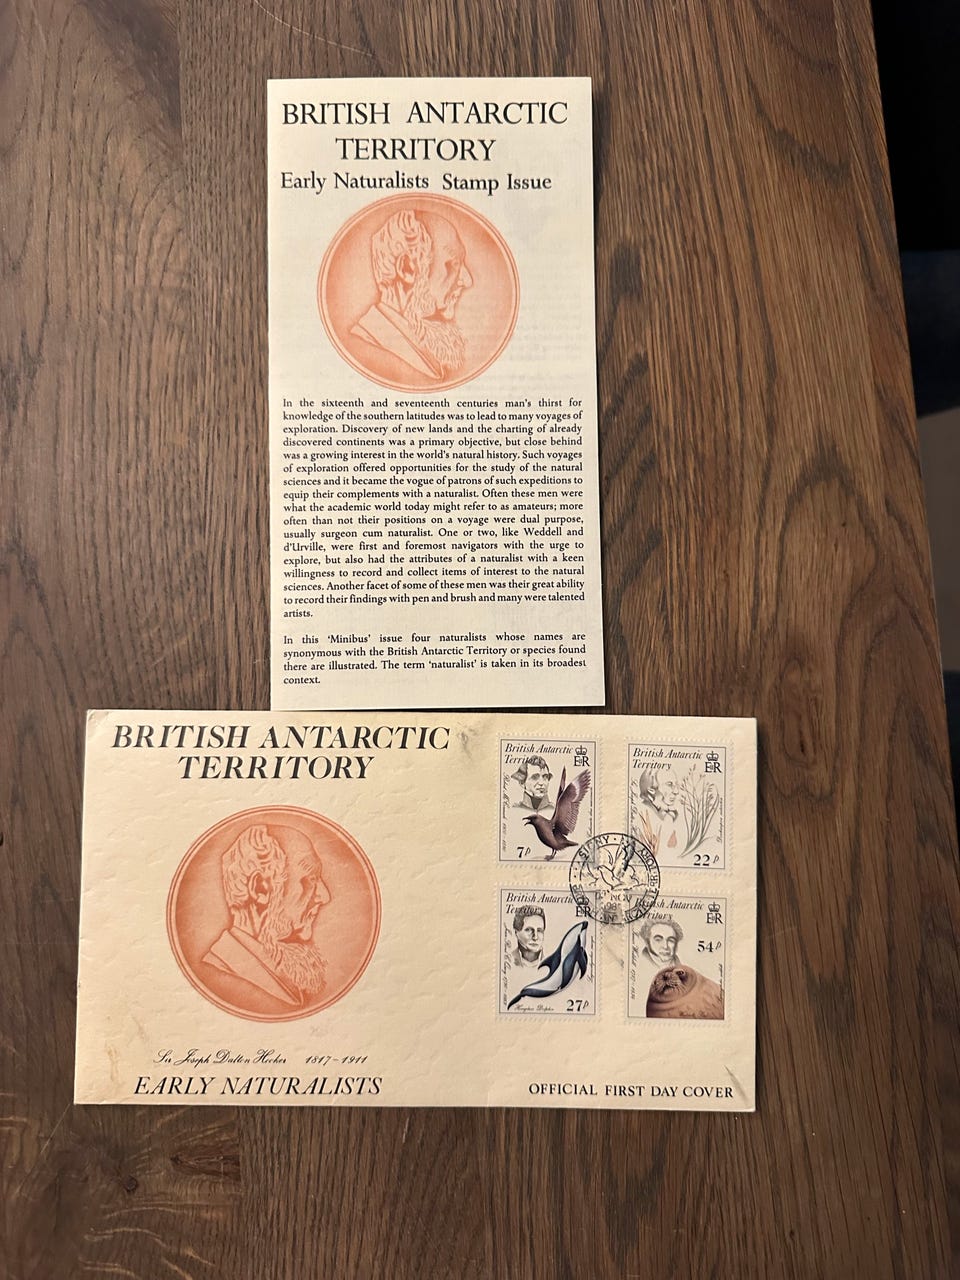 BRITISH ANTARCTIC
TERRITORY
Early Naturalists Stamp Issue
In the sixteenth and seventeenth centuries man's thirst for
knowledge of the southern latitudes was to lead to many voyages of
exploration. Discovery of new lands and the charting of already
discovered continents was a primary objective, but close behind
was a growing interest in the world's natural history. Such voyages
of exploration offered opportunities for the study of the natural
sciences and it became the vogue of patrons of such expeditions to
equip their complements with a naturalist. Often these men were
what the academic world today might refer to as amateurs; more
often than not their positions on a voyage were dual purpose,
usually surgeon cum naturalist. One or two, like Weddell and
d'Urville, were first and foremost navigators with the urge to
explore, but also had the attributes of a naturalist with a keen
willingness to record and collect items of interest to the natural
sciences. Another facet of some of these men was their great ability
to record their findings with pen and brush and many were talented
artists.
In this 'Minibus' issue four naturalists whose names are
synonymous with the British Antarctic Territory or species found
there are illustrated. The term 'naturalist' is taken in its broadest
context.
BRITISH ANTARCTIC
TERRITORY
Sir Joseph Dalton Hooker 1817-1911
EARLY NATURALISTS
British Antarctic
Territory
ER
7p
British Antarctic
Territory
ER
22p
British Antarctic
Territory
ER
Hourglass Dolphin
27p
British Antarctic
Territory
ER
54p
SIGNY
NOV
OFFICIAL FIRST DAY COVER